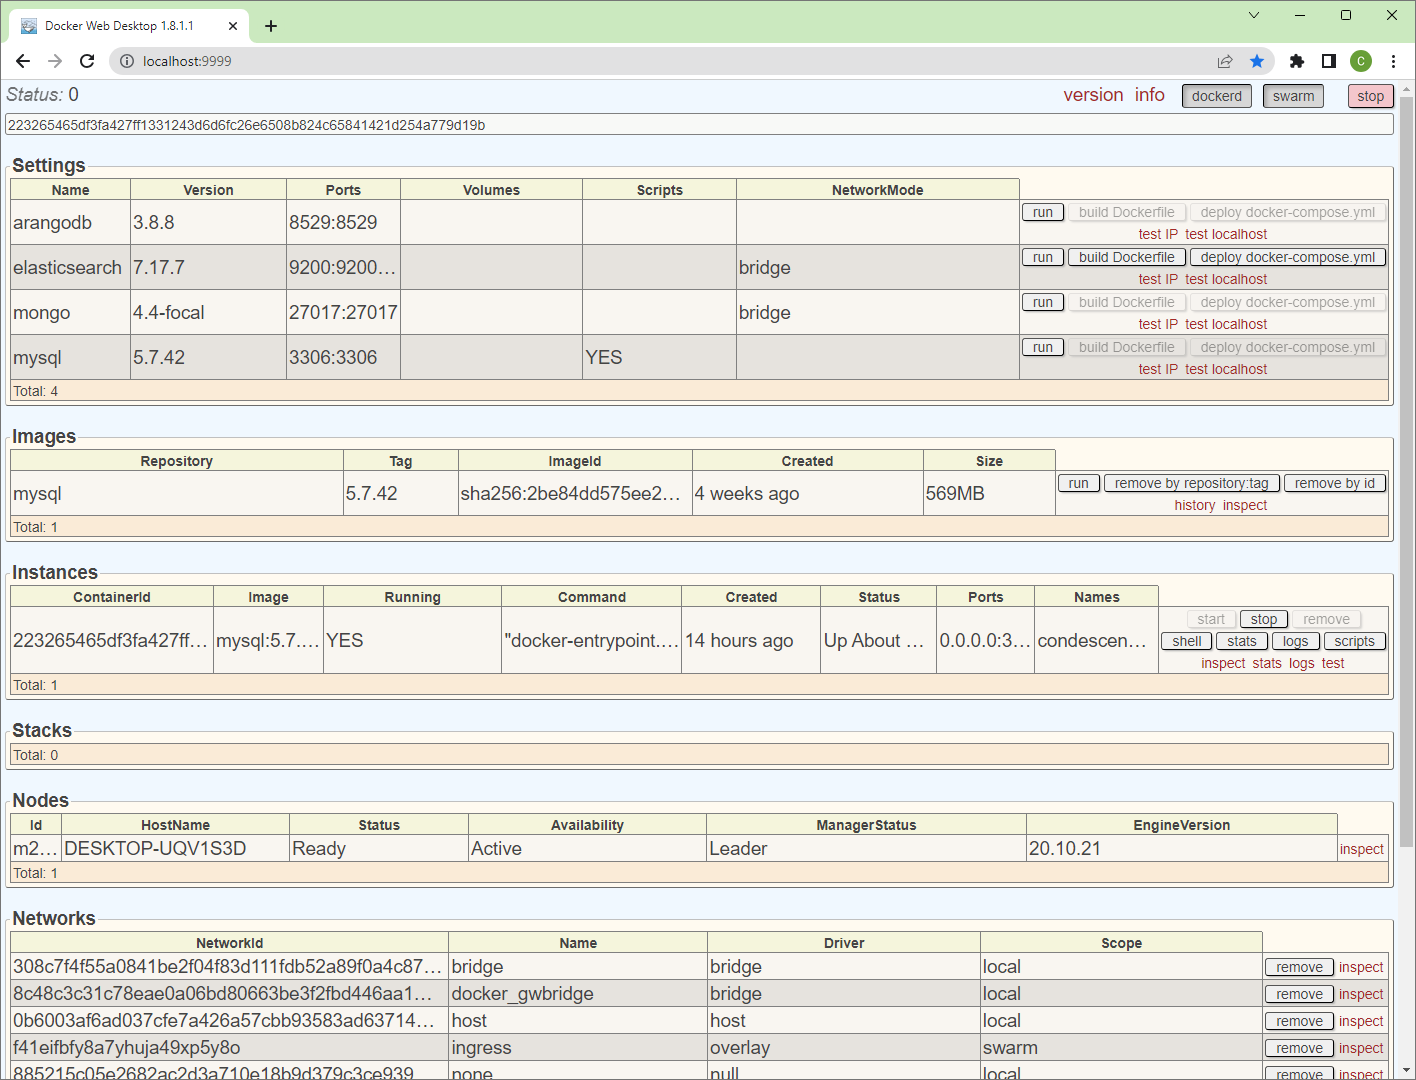 Docker Web Desktop 1.8.1.1
localhost:9999
C
Status: 0 version info dockerd swarm stop
223265465df3fa427ff1331243d6d6fc26e6508b824c65841421d254a779d19b
Settings
Name Version Ports Volumes Scripts NetworkMode
arangodb 3.8.8 8529:8529 run build Dockerfile deploy docker-compose.yml
test IP test localhost
elasticsearch 7.17.7 9200:9200… bridge run build Dockerfile deploy docker-compose.yml
test IP test localhost
mongo 4.4-focal 27017:27017 bridge run build Dockerfile deploy docker-compose.yml
test IP test localhost
mysql 5.7.42 3306:3306 YES run build Dockerfile deploy docker-compose.yml
test IP test localhost
Total: 4
Images
Repository Tag ImageId Created Size
mysql 5.7.42 sha256:2be84dd575ee2… 4 weeks ago 569MB run remove by repository:tag remove by id
history inspect
Total: 1
Instances
ContainerId Image Running Command Created Status Ports Names
223265465df3fa427ff… mysql:5.7.… YES "docker-entrypoint.… 14 hours ago Up About … 0.0.0.0:3… condescen… start stop remove
shell stats logs scripts
inspect stats logs test
Total: 1
Stacks
Total: 0
Nodes
Id HostName Status Availability ManagerStatus EngineVersion
m2… DESKTOP-UQV1S3D Ready Active Leader 20.10.21 inspect
Total: 1
Networks
NetworkId Name Driver Scope
308c7f4f55a0841be2f04f83d111fdb52a89f0a4c87… bridge bridge local remove inspect
8c48c3c31c78eae0a06bd80663be3f2fbd446aa1… docker_gwbridge bridge local remove inspect
0b6003af6ad037cfe7a426a57cbb93583ad63714… host host local remove inspect
f41eifbfy8a7yhuja49xp5y8o ingress overlay swarm remove inspect
885215c05e2682ac2d3a710e18b9d379c3ce939 none null local remove inspect